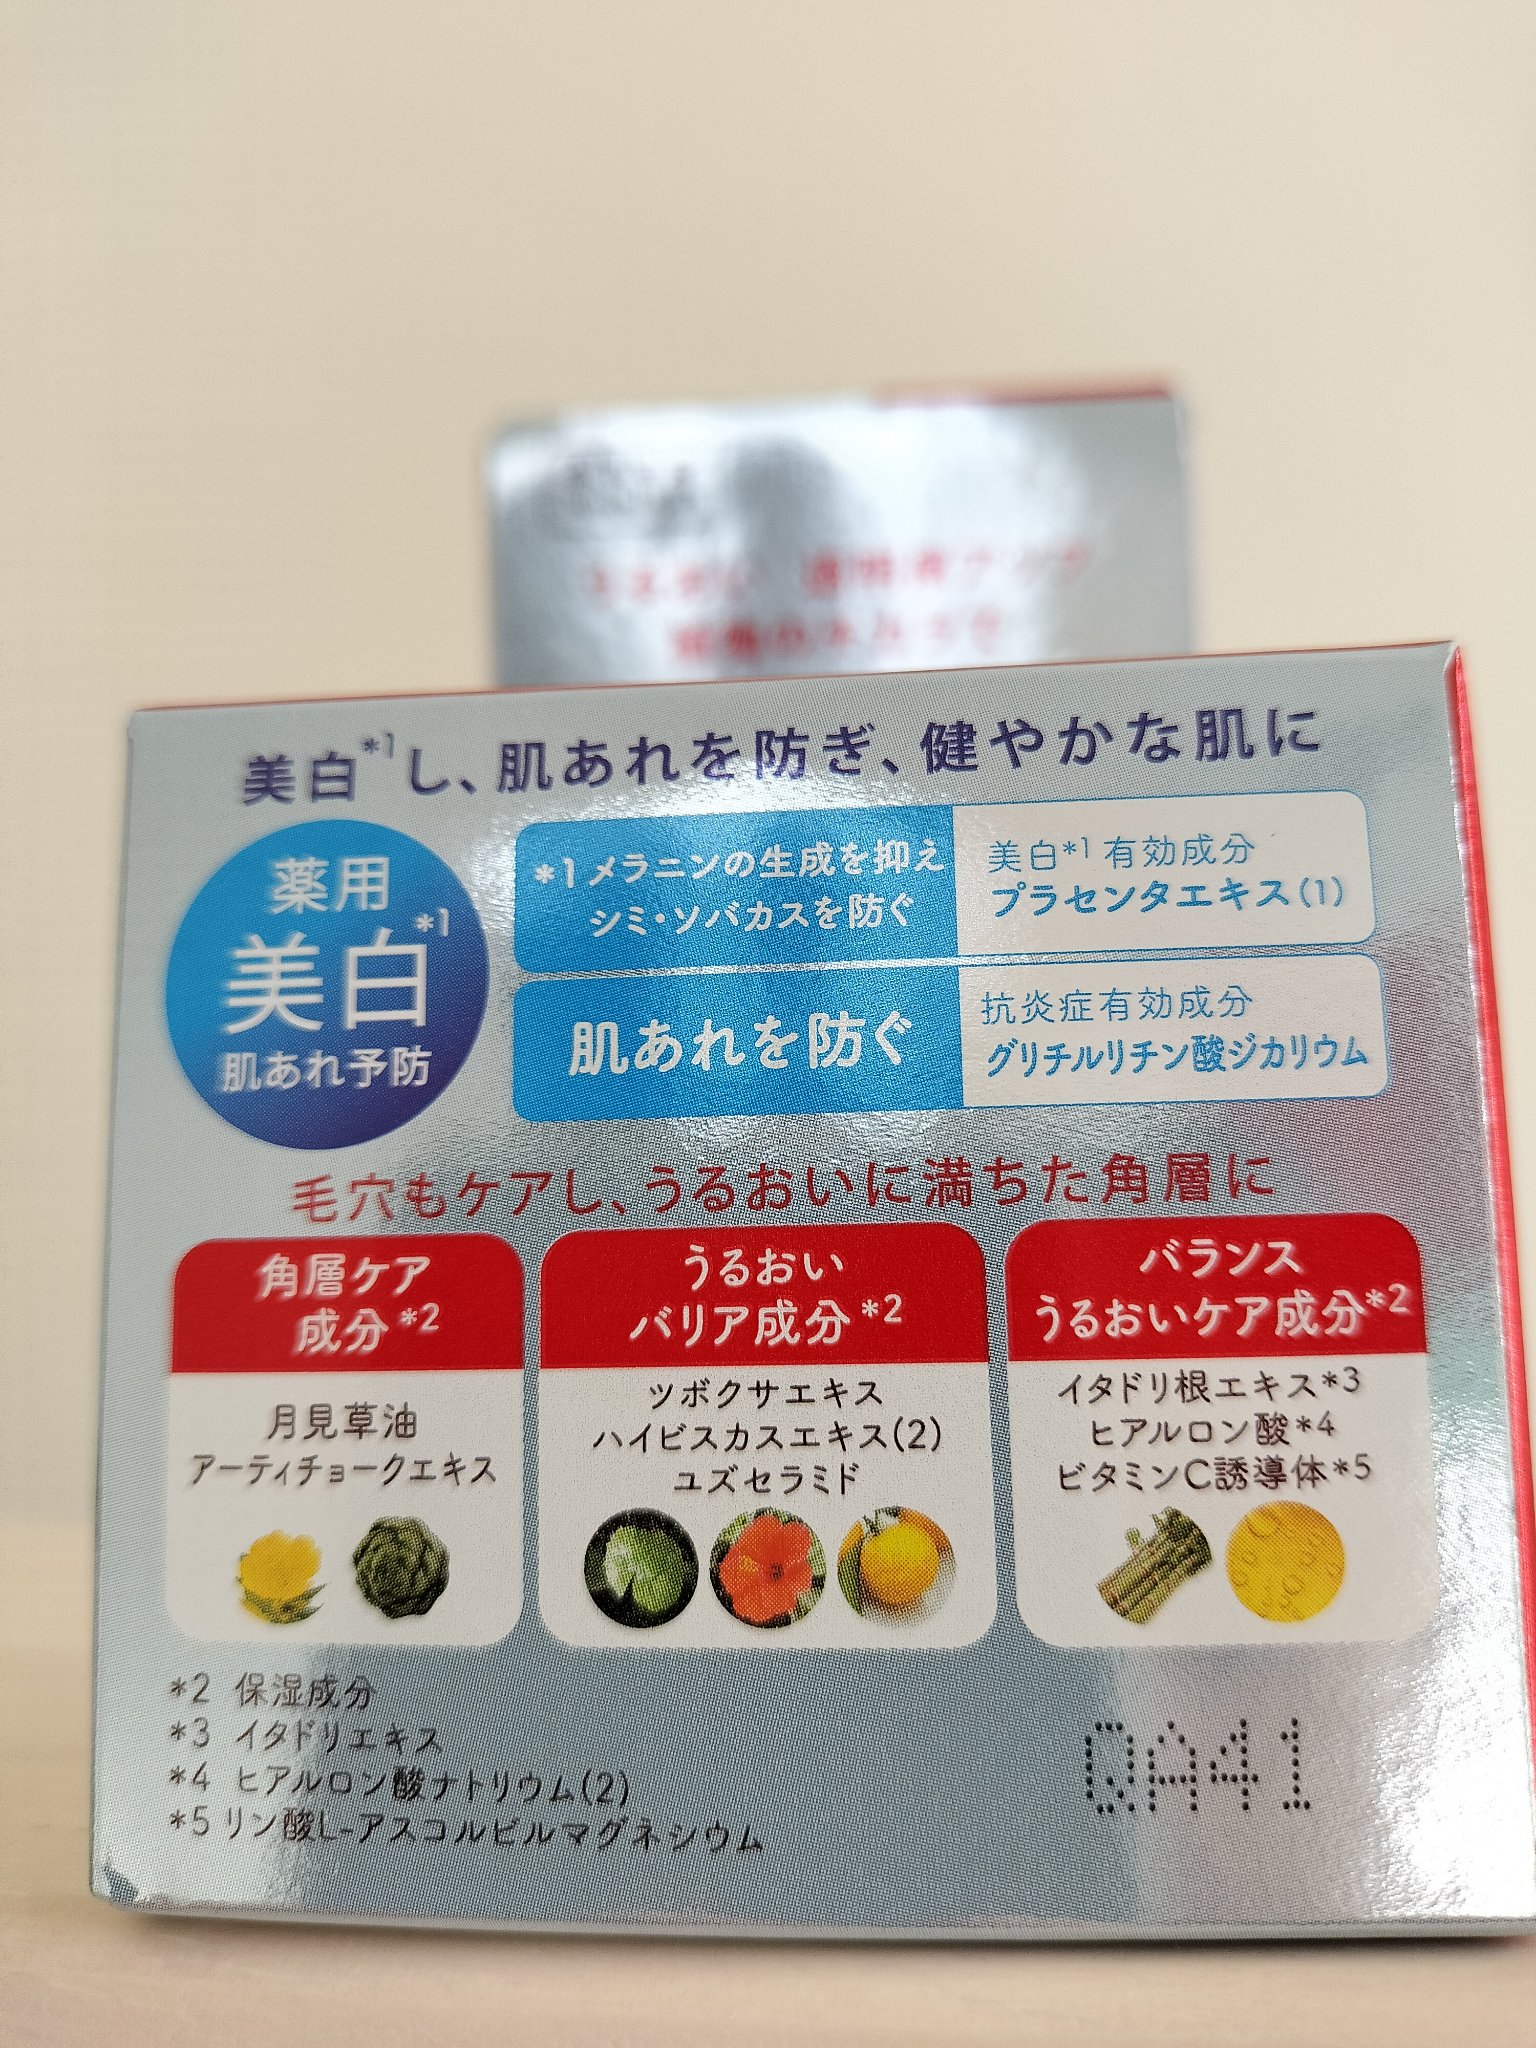 美白*1し、肌あれを防ぎ、健やかな肌に
薬用
美白*1
肌あれ予防
*1メラニンの生成を抑え
シミ・ソバカスを防ぐ
美白*1有効成分
プラセンタエキス(1)
肌あれを防ぐ
抗炎症有効成分
グリチルリチン酸ジカリウム
毛穴もケアし、うるおいに満ちた角層に
角層ケア
成分*2
月見草油
アーティチョークエキス
うるおい
バリア成分*2
ツボクサエキス
ハイビスカスエキス(2)
ユズセラミド
バランス
うるおいケア成分*2
イタドリ根エキス*3
ヒアルロン酸*4
ビタミンC誘導体*5
*2 保湿成分
*3 イタドリエキス
*4 ヒアルロン酸ナトリウム(2)
*5 リン酸L-アスコルビルマグネシウム
QA41